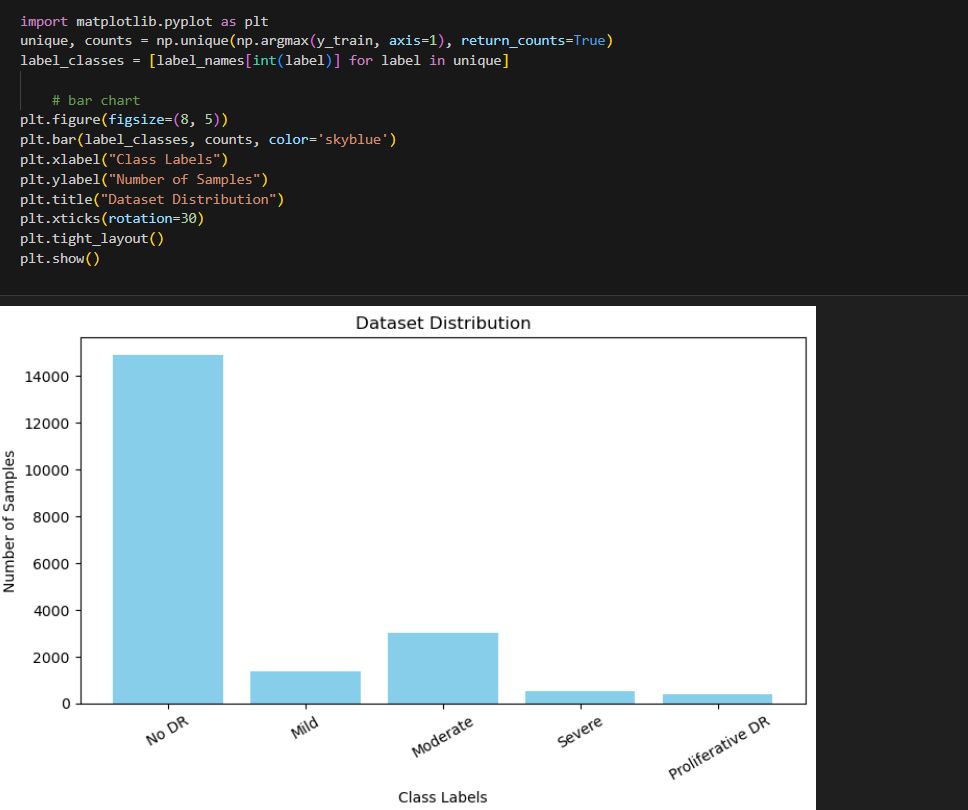 import matplotlib.pyplot as plt
unique, counts = np.unique(np.argmax(y_train, axis=1), return_counts=True)
label_classes = [label_names[int(label)] for label in unique]
# bar chart
plt.figure(figsize=(8, 5))
plt.bar(label_classes, counts, color='skyblue')
plt.xlabel("Class Labels")
plt.ylabel("Number of Samples")
plt.title("Dataset Distribution")
plt.xticks(rotation=30)
plt.tight_layout()
plt.show()
Dataset Distribution
Number of Samples
14000
12000
10000
8000
6000
4000
2000
0
No DR
Mild
Moderate
Severe
Proliferative DR
Class Labels